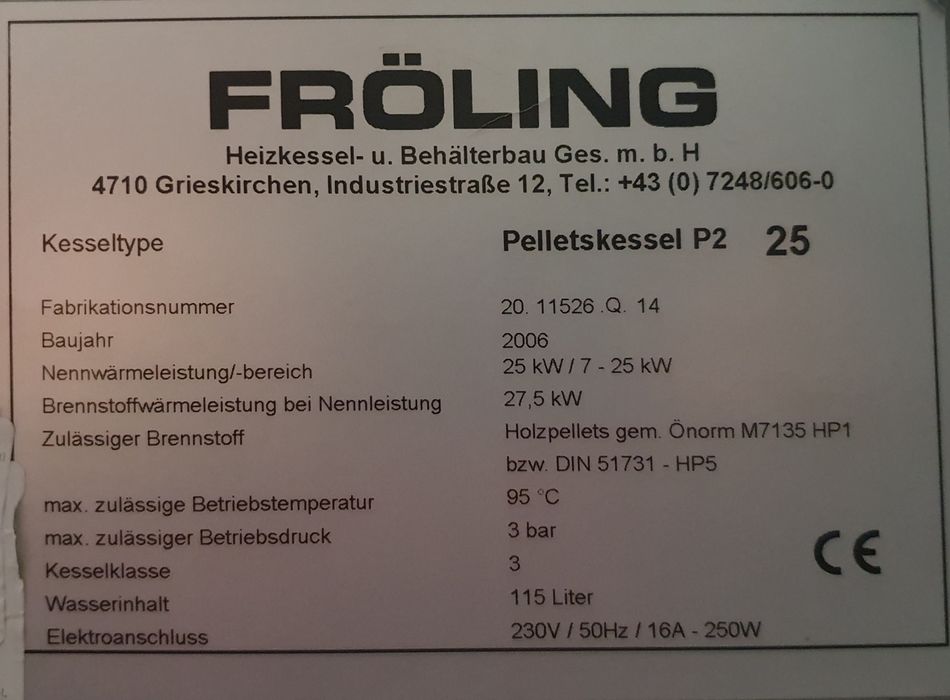 FRÖLING
Heizkessel- u. Behälterbau Ges. m. b. H
4710 Grieskirchen, Industriestraße 12, Tel.: +43 (0) 7248/606-0
Kesseltype Pelletskessel P2 25
Fabrikationsnummer 20. 11526 .Q. 14
Baujahr 2006
Nennwärmeleistung/-bereich 25 kW / 7 - 25 kW
Brennstoffwärmeleistung bei Nennleistung 27,5 kW
Zulässiger Brennstoff Holzpellets gem. Önorm M7135 HP1
bzw. DIN 51731 - HP5
max. zulässige Betriebstemperatur 95 °C
max. zulässiger Betriebsdruck 3 bar
Kesselklasse 3
Wasserinhalt 115 Liter
Elektroanschluss 230V / 50Hz / 16A - 250W
CE